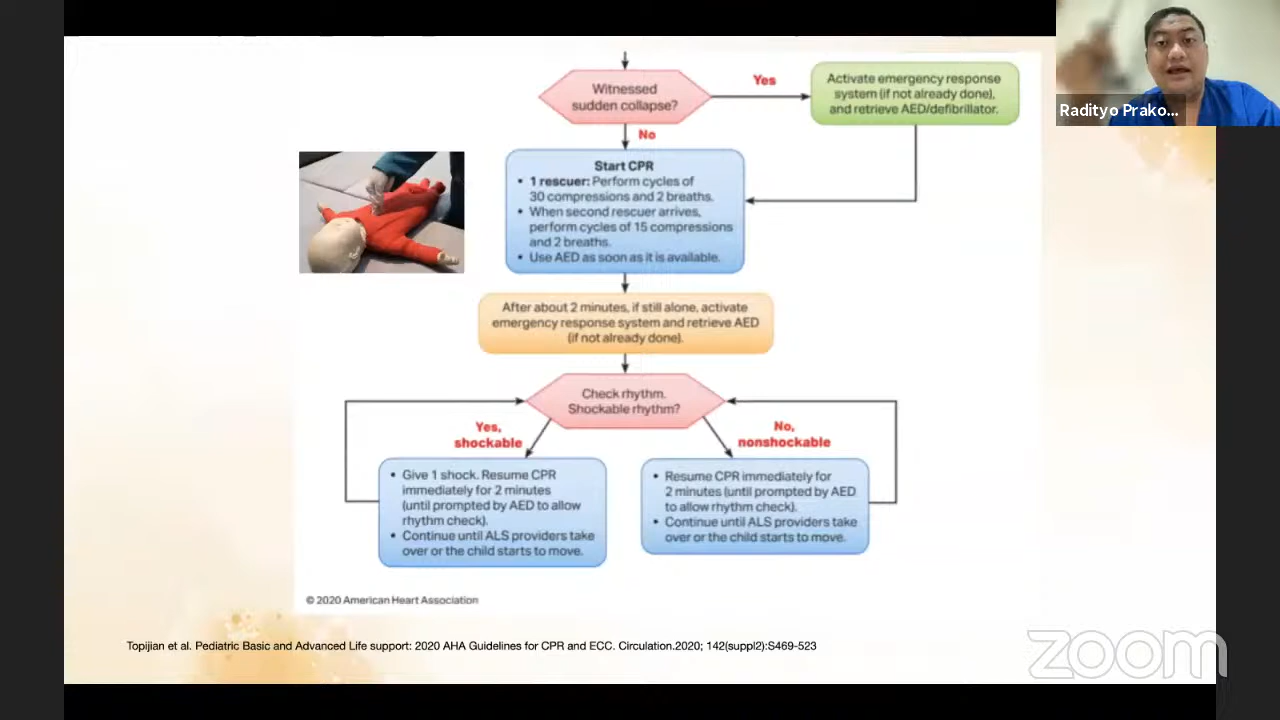 Witnessed
sudden collapse?
Yes
Activate emergency response
system (if not already done),
and retrieve AED/defibrillator.
Radityo Prako...
No
Start CPR
• 1 rescuer: Perform cycles of
30 compressions and 2 breaths.
• When second rescuer arrives,
perform cycles of 15 compressions
and 2 breaths.
• Use AED as soon as it is available.
After about 2 minutes, if still alone, activate
emergency response system and retrieve AED
(if not already done).
Check rhythm.
Shockable rhythm?
Yes,
shockable
No,
nonshockable
• Give 1 shock. Resume CPR
immediately for 2 minutes
(until prompted by AED to allow
rhythm check).
• Continue until ALS providers take
over or the child starts to move.
• Resume CPR immediately for
2 minutes (until prompted by AED
to allow rhythm check).
• Continue until ALS providers take
over or the child starts to move.
© 2020 American Heart Association
Topijian et al. Pediatric Basic and Advanced Life support: 2020 AHA Guidelines for CPR and ECC. Circulation.2020; 142(suppl2):S469-523
zoom